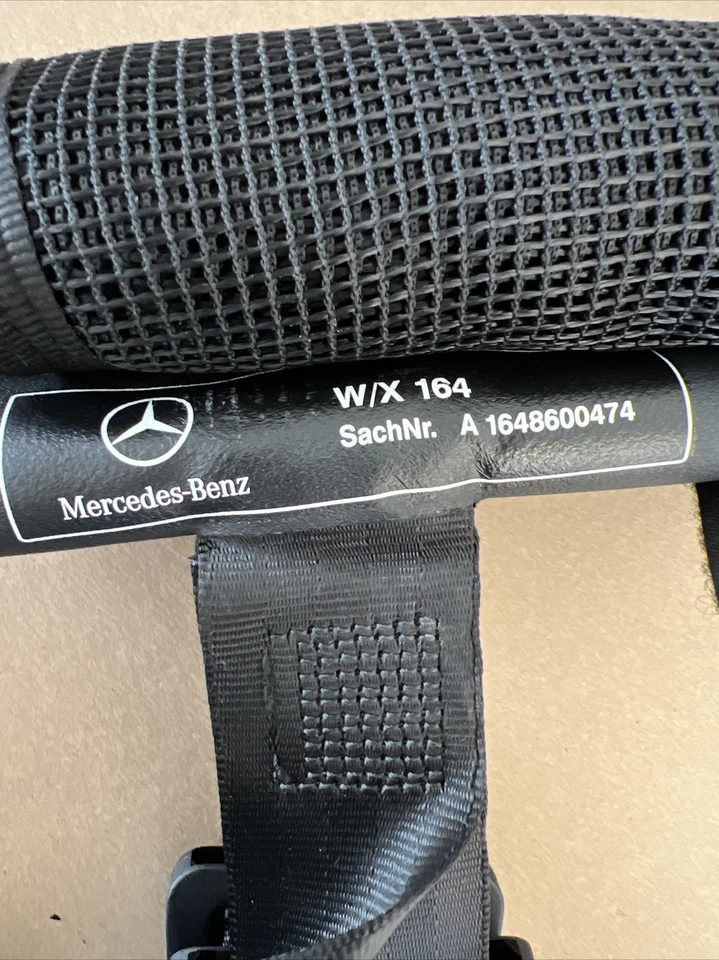 W/X 164
SachNr. A 1648600474
Mercedes-Benz